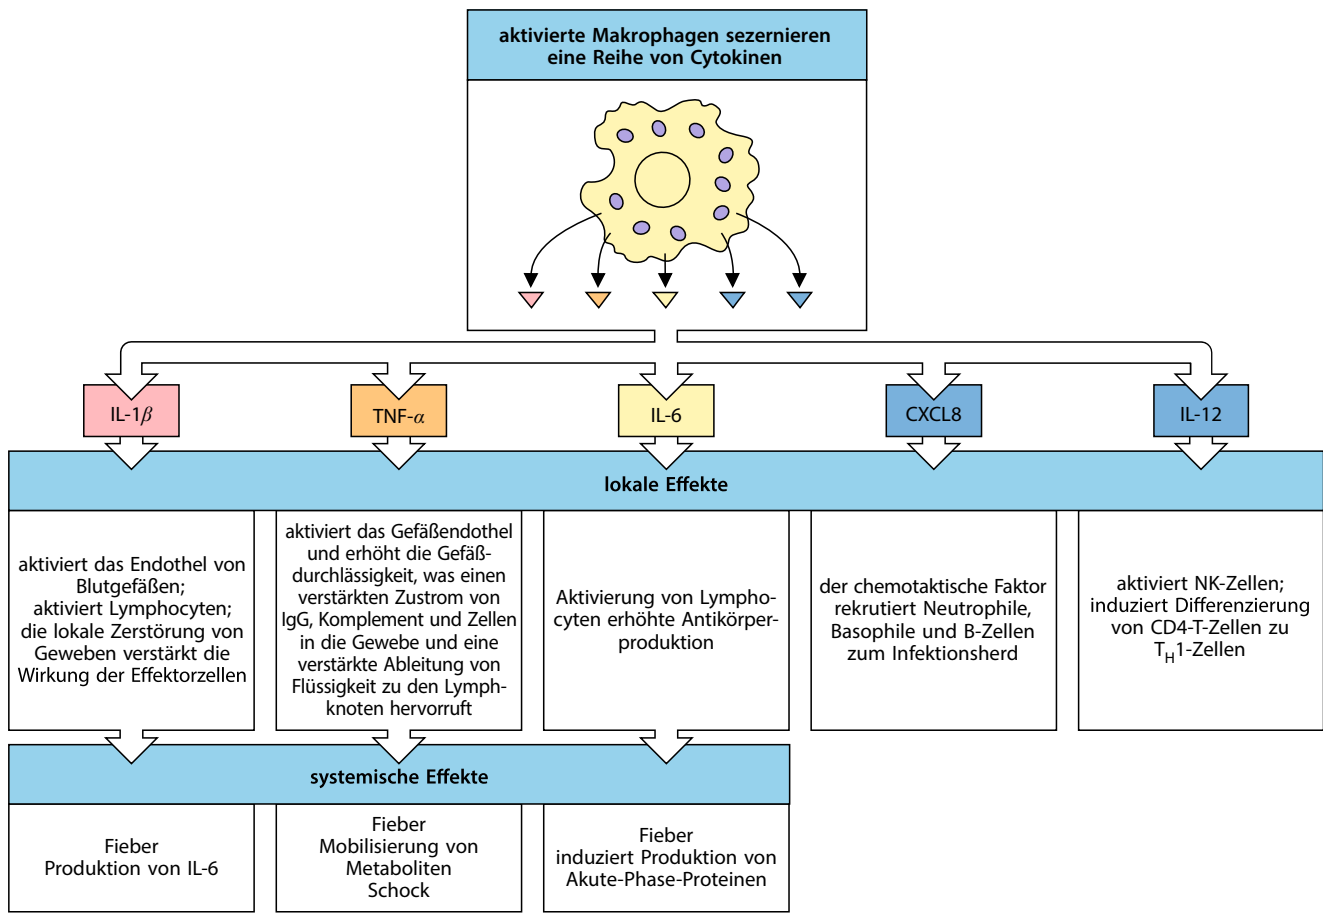 aktivierte Makrophagen sezernieren
eine Reihe von Cytokinen
IL-1β
TNF-α
IL-6
CXCL8
IL-12
lokale Effekte
aktiviert das Endothel von
Blutgefäßen;
aktiviert Lymphocyten;
die lokale Zerstörung von
Geweben verstärkt die
Wirkung der Effektorzellen
aktiviert das Gefäßendothel
und erhöht die Gefäß-
durchlässigkeit, was einen
verstärkten Zustrom von
IgG, Komplement und Zellen
in die Gewebe und eine
verstärkte Ableitung von
Flüssigkeit zu den Lymph-
knoten hervorruft
Aktivierung von Lympho-
cyten erhöhte Antikörper-
produktion
der chemotaktische Faktor
rekrutiert Neutrophile,
Basophile und B-Zellen
zum Infektionsherd
aktiviert NK-Zellen;
induziert Differenzierung
von CD4-T-Zellen zu
TH1-Zellen
systemische Effekte
Fieber
Produktion von IL-6
Fieber
Mobilisierung von
Metaboliten
Schock
Fieber
induziert Produktion von
Akute-Phase-Proteinen